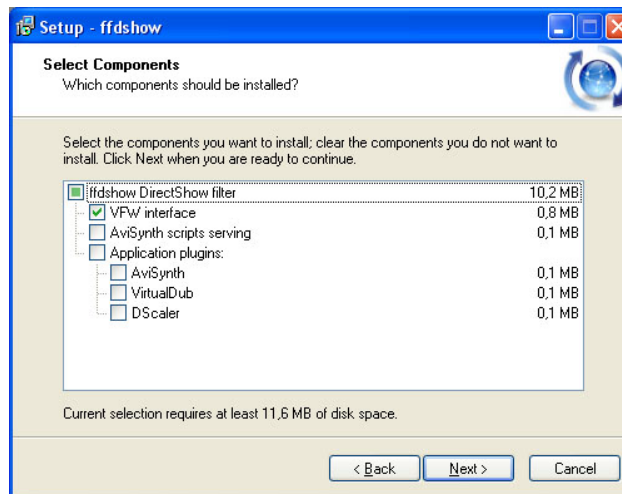 Setup - ffdshow
Select Components
Which components should be installed?
Select the components you want to install; clear the components you do not want to
install. Click Next when you are ready to continue.
ffdshow DirectShow filter 10,2 MB
VFW interface 0,8 MB
AviSynth scripts serving 0,1 MB
Application plugins:
AviSynth 0,1 MB
VirtualDub 0,1 MB
DScaler 0,1 MB
Current selection requires at least 11,6 MB of disk space.
< Back Next > Cancel